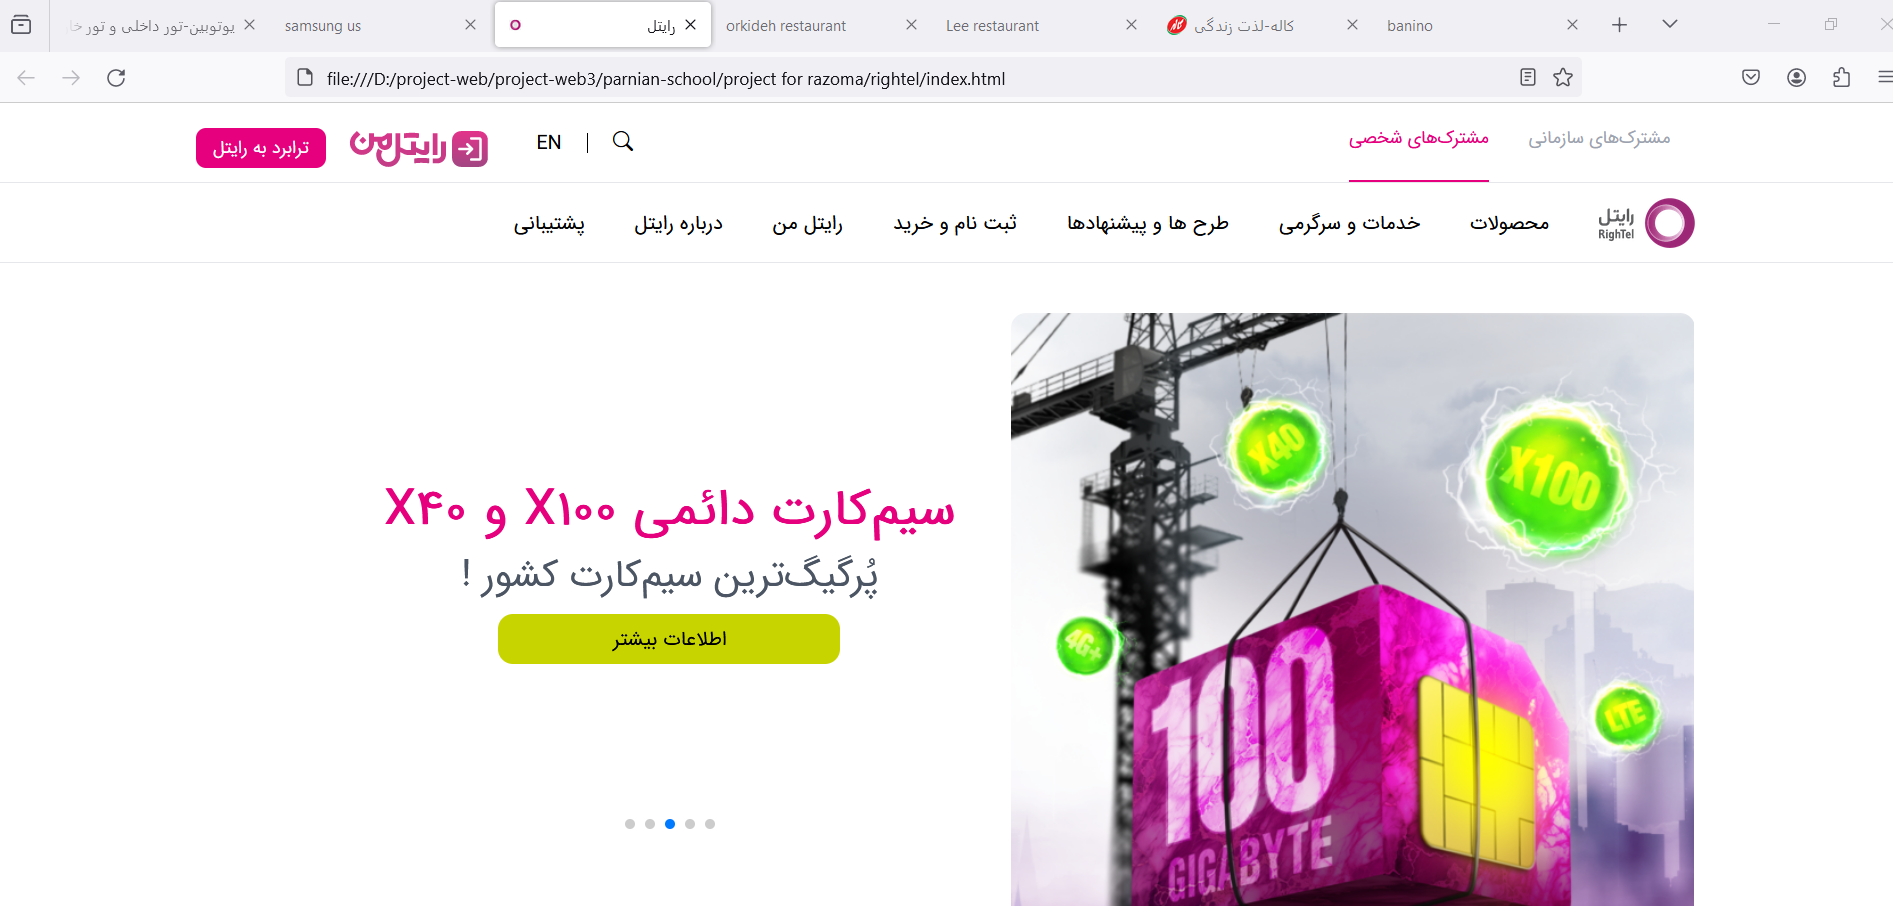 یوتوبین-تور داخلی و تور خا
samsung us
رایتل
orkideh restaurant
Lee restaurant
کاله-لذت زندگی
banino
file:///D:/project-web/project-web3/parnian-school/project for razoma/rightel/index.html
مشترک‌های سازمانی
مشترک‌های شخصی
EN
رایتل من
ترابرد به رایتل
رایتل
RighTel
محصولات
خدمات و سرگرمی
طرح ها و پیشنهادها
ثبت نام و خرید
رایتل من
درباره رایتل
پشتیبانی
سیم‌کارت دائمی X۱۰۰ و X۴۰
پُرگیگ‌ترین سیم‌کارت کشور !
اطلاعات بیشتر
X40
X100
4G+
LTE
100
GIGABYTE